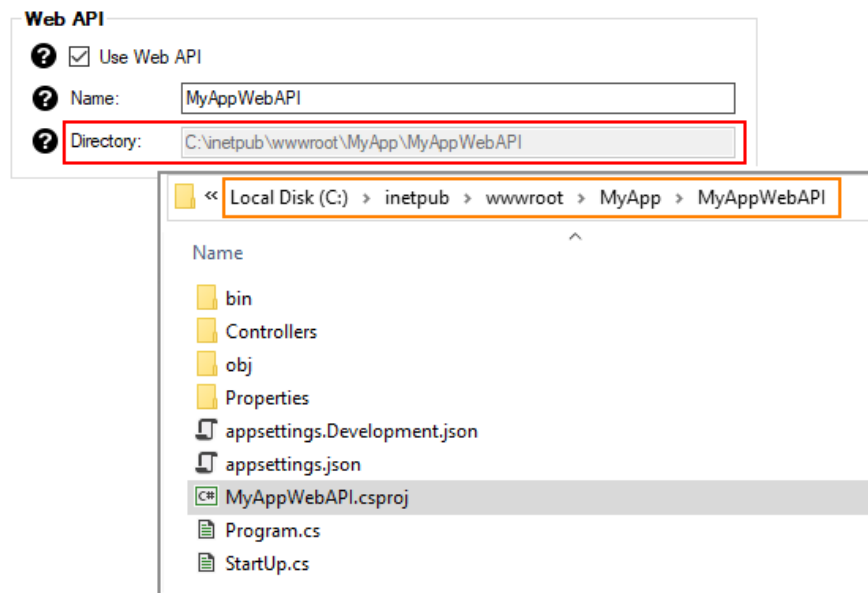 Web API
? Use Web API
? Name: MyAppWebAPI
? Directory: C:\inetpub\wwwroot\MyApp\MyAppWebAPI
« Local Disk (C:) > inetpub > wwwroot > MyApp > MyAppWebAPI
Name
bin
Controllers
obj
Properties
appsettings.Development.json
appsettings.json
C# MyAppWebAPI.csproj
Program.cs
StartUp.cs